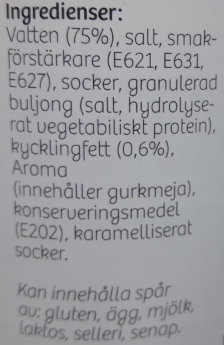 Ingredienser:
Vatten (75%), salt, smak-
förstärkare (E621, E631,
E627), socker, granulerad
buljong (salt, hydrolyse-
rat vegetabiliskt protein),
kycklingfett (0,6%),
Aroma
(innehåller gurkmeja),
konserveringsmedel
(E202), karamelliserat
socker.
Kan innehålla spår
av: gluten, ägg, mjölk,
laktos, selleri, senap.